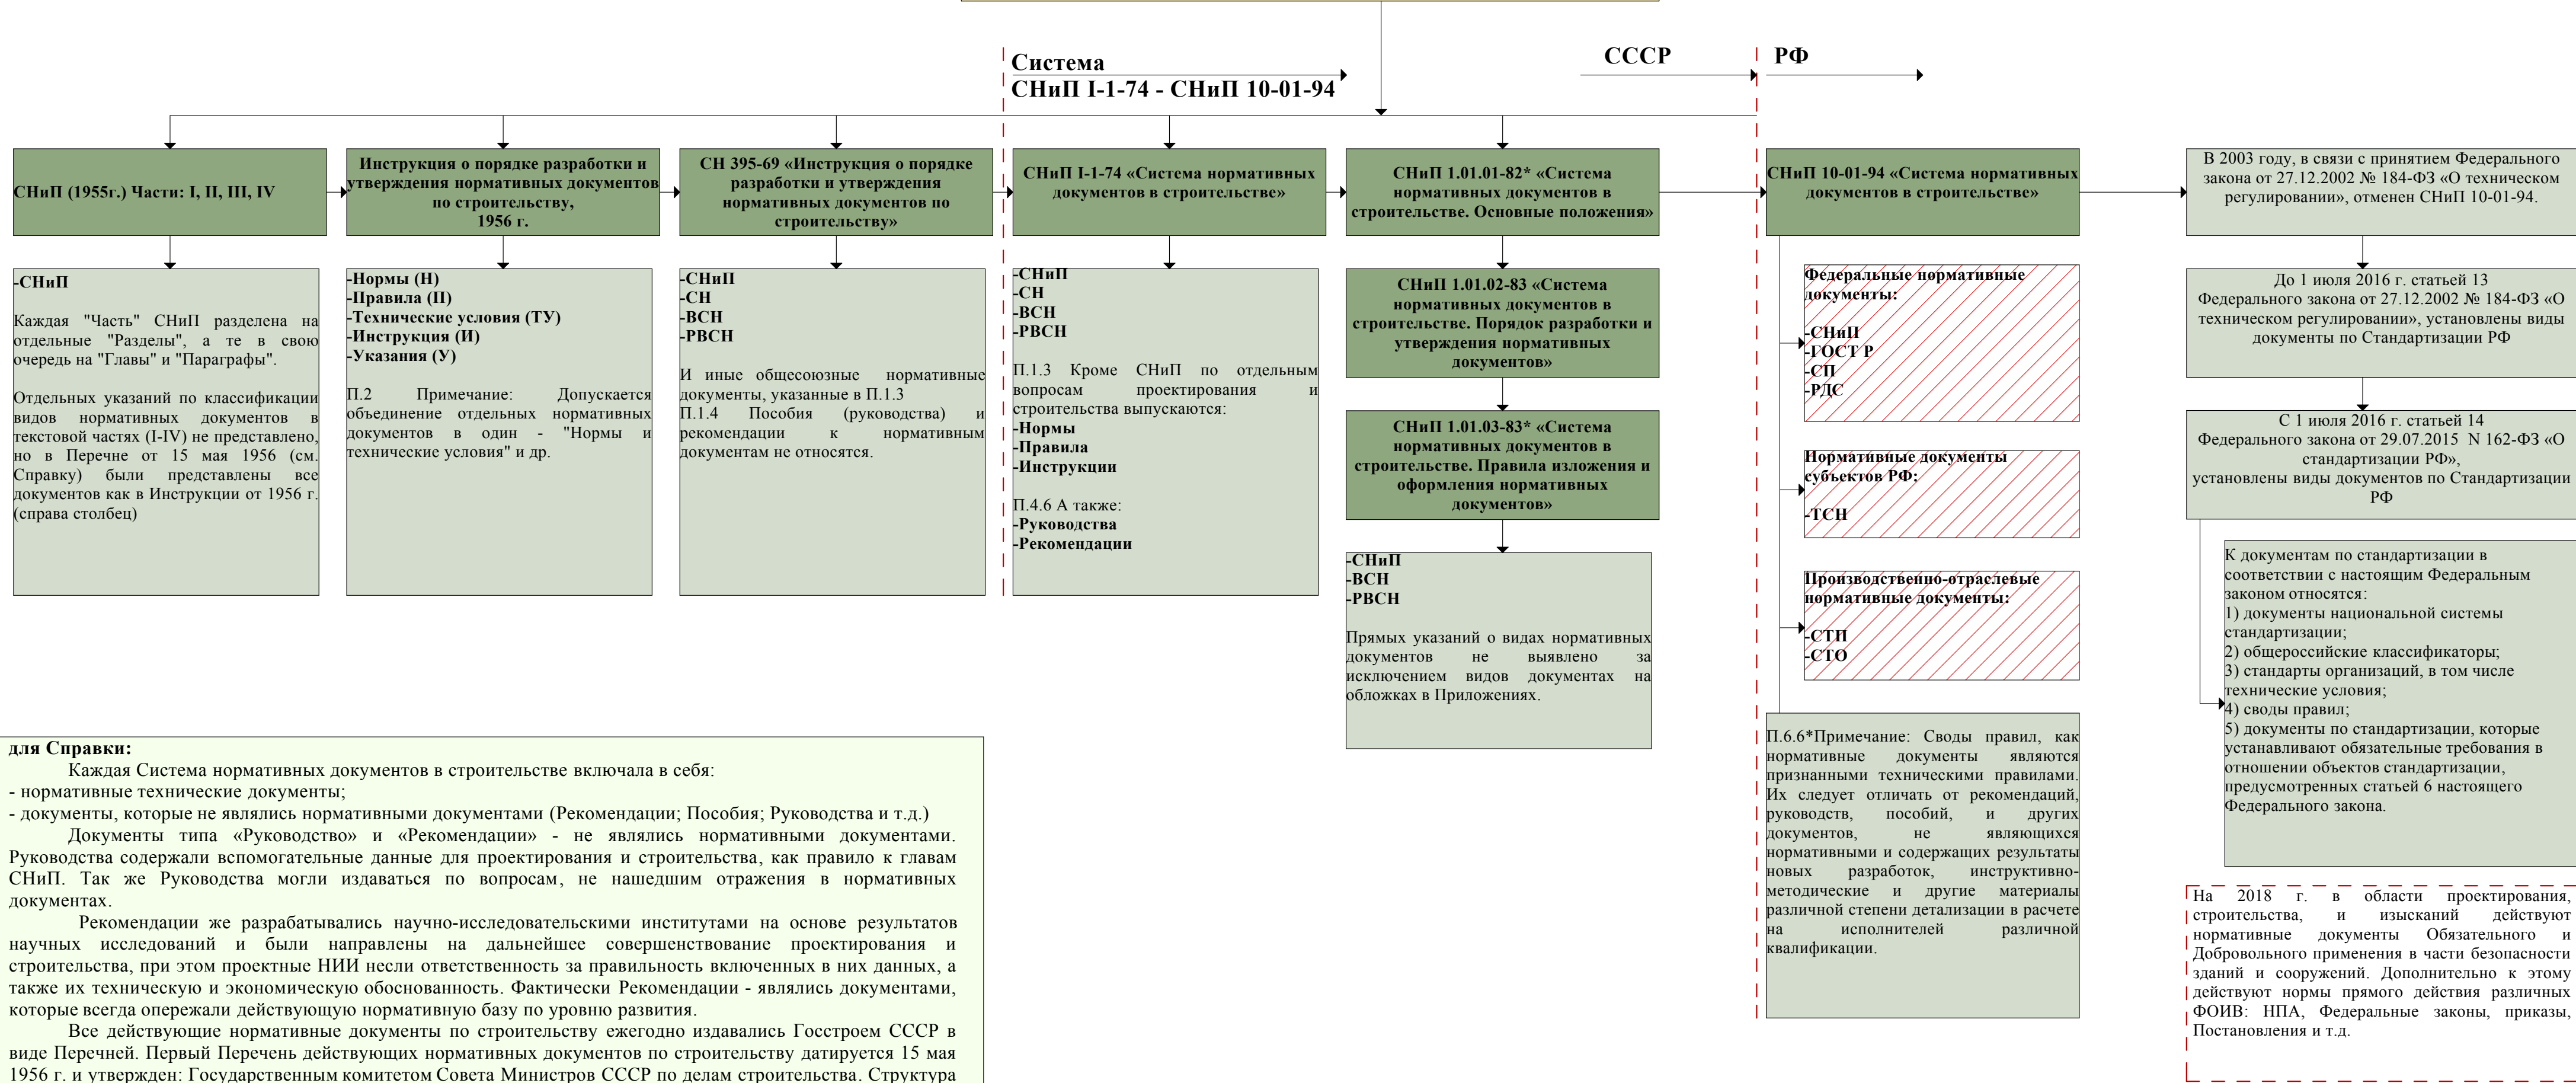 Система
СНиП I-1-74 - СНиП 10-01-94
СССР
РФ
СНиП (1955г.) Части: I, II, III, IV
Инструкция о порядке разработки и
утверждения нормативных документов
по строительству,
1956 г.
СН 395-69 «Инструкция о порядке
разработки и утверждения
нормативных документов по
строительству»
СНиП I-1-74 «Система нормативных
документов в строительстве»
СНиП 1.01.01-82* «Система
нормативных документов в
строительстве. Основные положения»
СНиП 10-01-94 «Система нормативных
документов в строительстве»
В 2003 году, в связи с принятием Федерального
закона от 27.12.2002 № 184-ФЗ «О техническом
регулировании», отменен СНиП 10-01-94.
-СНиП
Каждая "Часть" СНиП разделена на
отдельные "Разделы", а те в свою
очередь на "Главы" и "Параграфы".
Отдельных указаний по классификации
видов нормативных документов в
текстовой частях (I-IV) не представлено,
но в Перечне от 15 мая 1956 (см.
Справку) были представлены все
документов как в Инструкции от 1956 г.
(справа столбец)
-Нормы (Н)
-Правила (П)
-Технические условия (ТУ)
-Инструкция (И)
-Указания (У)
П.2 Примечание: Допускается
объединение отдельных нормативных
документов в один - "Нормы и
технические условия" и др.
-СНиП
-СН
-ВСН
-РВСН
И иные общесоюзные нормативные
документы, указанные в П.1.3
П.1.4 Пособия (руководства) и
рекомендации к нормативным
документам не относятся.
-СНиП
-СН
-ВСН
-РВСН
П.1.3 Кроме СНиП по отдельным
вопросам проектирования и
строительства выпускаются:
-Нормы
-Правила
-Инструкции
П.4.6 А также:
-Руководства
-Рекомендации
СНиП 1.01.02-83 «Система
нормативных документов в
строительстве. Порядок разработки и
утверждения нормативных
документов»
СНиП 1.01.03-83* «Система
нормативных документов в
строительстве. Правила изложения и
оформления нормативных
документов»
-СНиП
-ВСН
-РВСН
Прямых указаний о видах нормативных
документов не выявлено за
исключением видов документах на
обложках в Приложениях.
Федеральные нормативные
документы:
-СНиП
-ГОСТ Р
-СП
-РДС
Нормативные документы
субъектов РФ:
-ТСН
Производственно-отраслевые
нормативные документы:
-СТП
-СТО
П.6.6*Примечание: Своды правил, как
нормативные документы являются
признанными техническими правилами.
Их следует отличать от рекомендаций,
руководств, пособий, и других
документов, не являющихся
нормативными и содержащих результаты
новых разработок, инструктивно-
методические и другие материалы
различной степени детализации в расчете
на исполнителей различной
квалификации.
До 1 июля 2016 г. статьей 13
Федерального закона от 27.12.2002 № 184-ФЗ «О
техническом регулировании», установлены виды
документы по Стандартизации РФ
С 1 июля 2016 г. статьей 14
Федерального закона от 29.07.2015 N 162-ФЗ «О
стандартизации РФ»,
установлены виды документов по Стандартизации
РФ
К документам по стандартизации в
соответствии с настоящим Федеральным
законом относятся:
1) документы национальной системы
стандартизации;
2) общероссийские классификаторы;
3) стандарты организаций, в том числе
технические условия;
4) своды правил;
5) документы по стандартизации, которые
устанавливают обязательные требования в
отношении объектов стандартизации,
предусмотренных статьей 6 настоящего
Федерального закона.
На 2018 г. в области проектирования,
строительства, и изысканий действуют
нормативные документы Обязательного и
Добровольного применения в части безопасности
зданий и сооружений. Дополнительно к этому
действуют нормы прямого действия различных
ФОИВ: НПА, Федеральные законы, приказы,
Постановления и т.д.
для Справки:
Каждая Система нормативных документов в строительстве включала в себя:
- нормативные технические документы;
- документы, которые не являлись нормативными документами (Рекомендации; Пособия; Руководства и т.д.)
Документы типа «Руководство» и «Рекомендации» - не являлись нормативными документами.
Руководства содержали вспомогательные данные для проектирования и строительства, как правило к главам
СНиП. Так же Руководства могли издаваться по вопросам, не нашедшим отражения в нормативных
документах.
Рекомендации же разрабатывались научно-исследовательскими институтами на основе результатов
научных исследований и были направлены на дальнейшее совершенствование проектирования и
строительства, при этом проектные НИИ несли ответственность за правильность включенных в них данных, а
также их техническую и экономическую обоснованность. Фактически Рекомендации - являлись документами,
которые всегда опережали действующую нормативную базу по уровню развития.
Все действующие нормативные документы по строительству ежегодно издавались Госстроем СССР в
виде Перечней. Первый Перечень действующих нормативных документов по строительству датируется 15 мая
1956 г. и утвержден: Государственным комитетом Совета Министров СССР по делам строительства. Структура